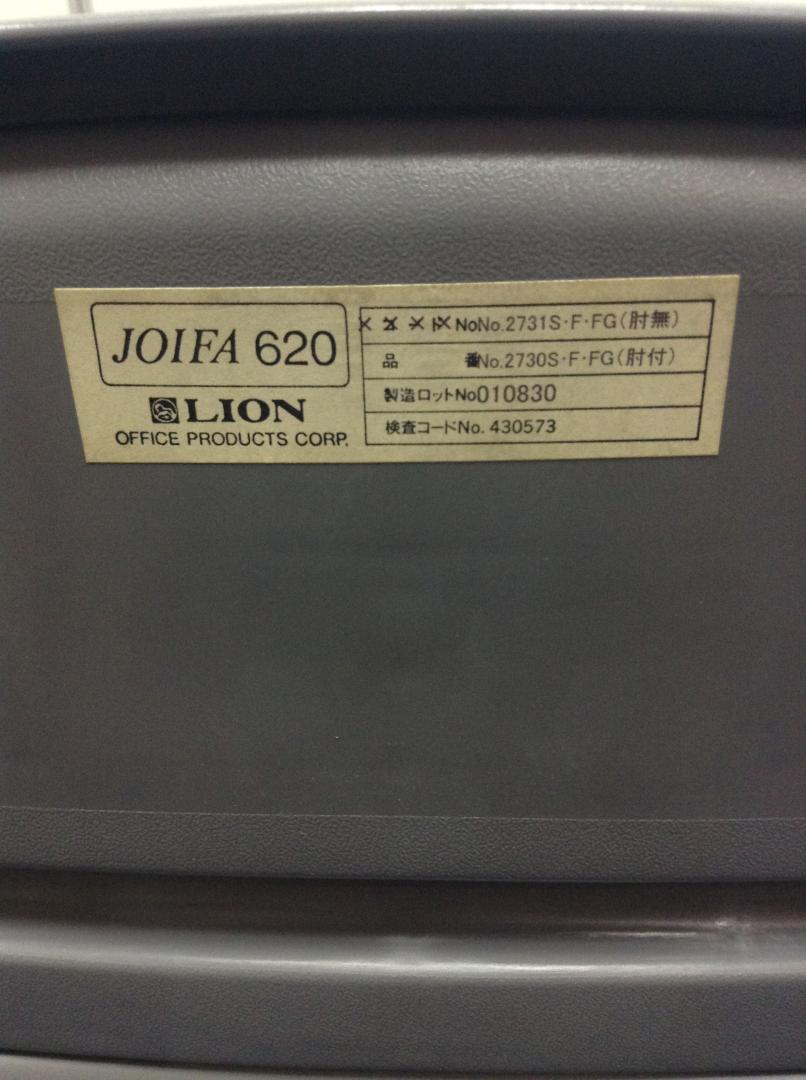 JOIFA 620
LION
OFFICE PRODUCTS CORP.
NoNo.2731S·F·FG(肘無)
品 番No.2730S·F·FG(肘付)
製造ロットNo010830
検査コードNo. 430573